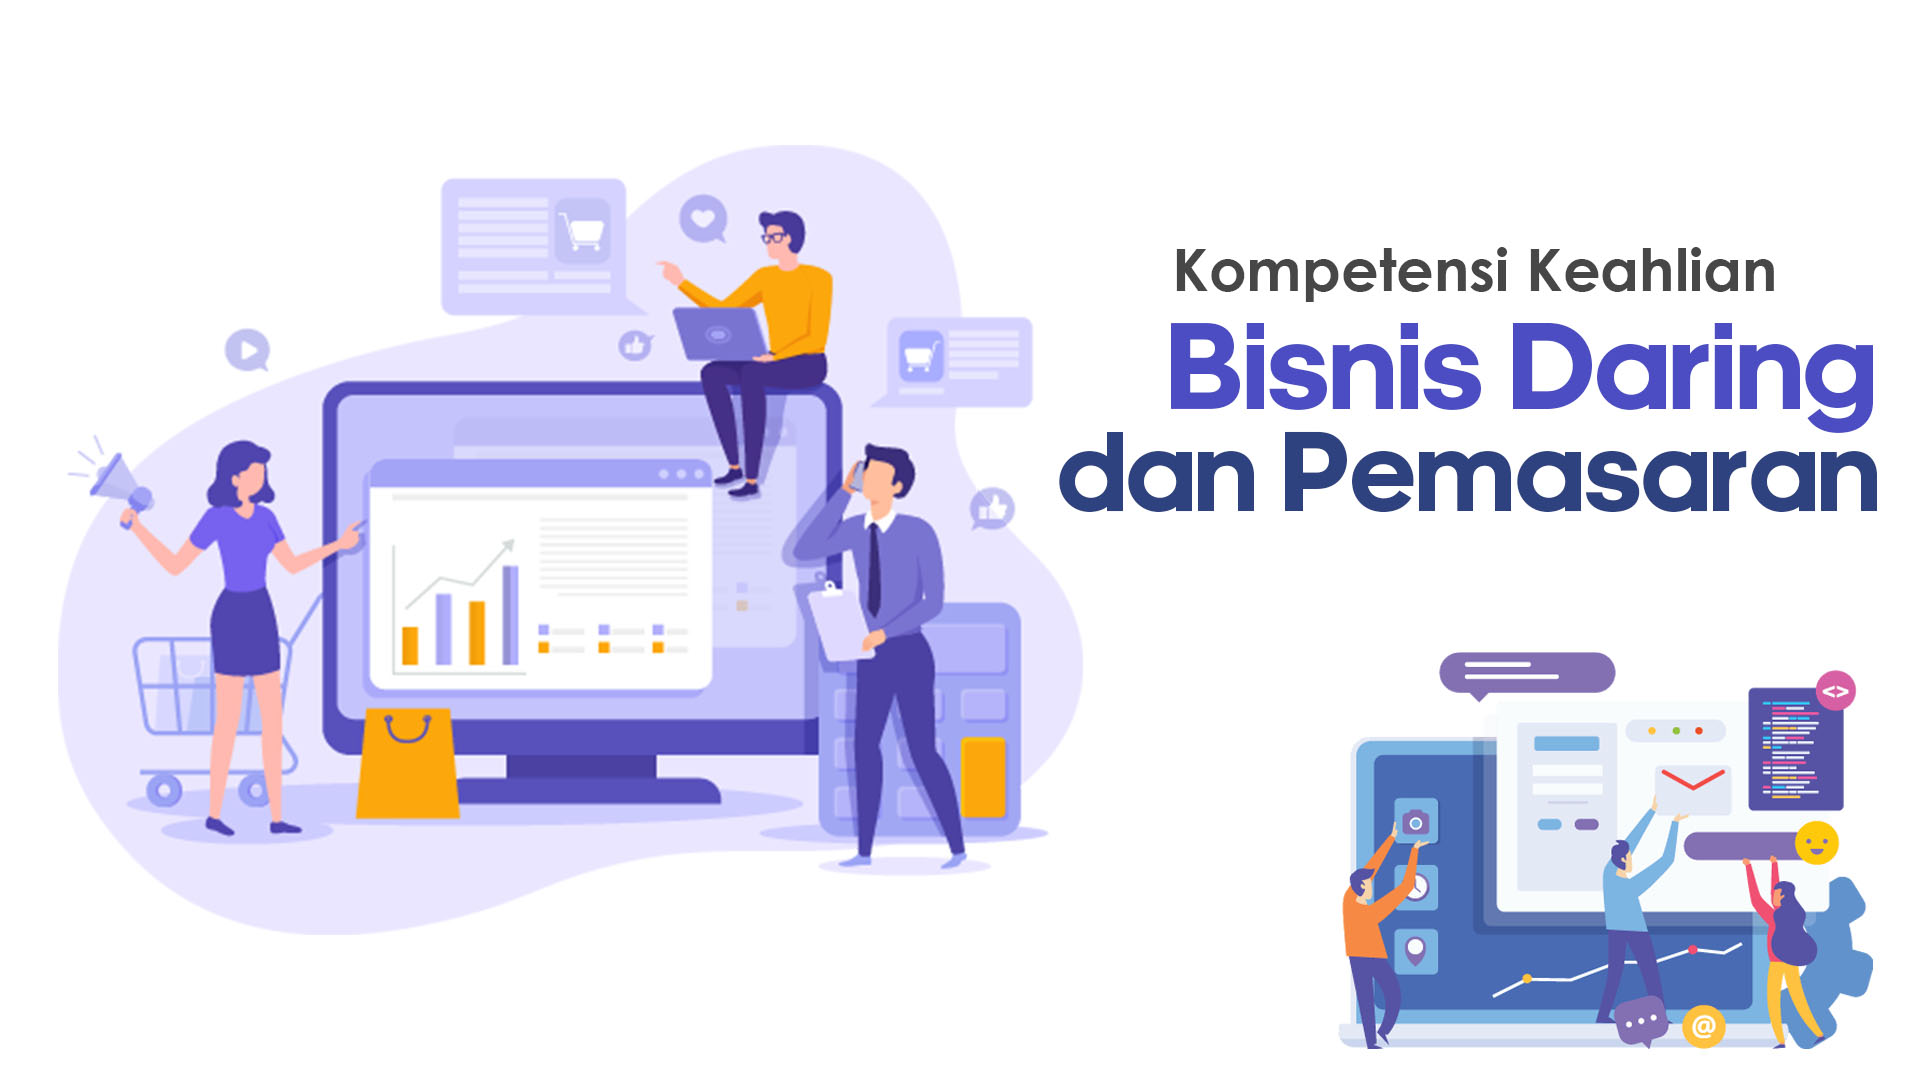 Kompetensi Keahlian
Bisnis Daring
dan Pemasaran
<>
@